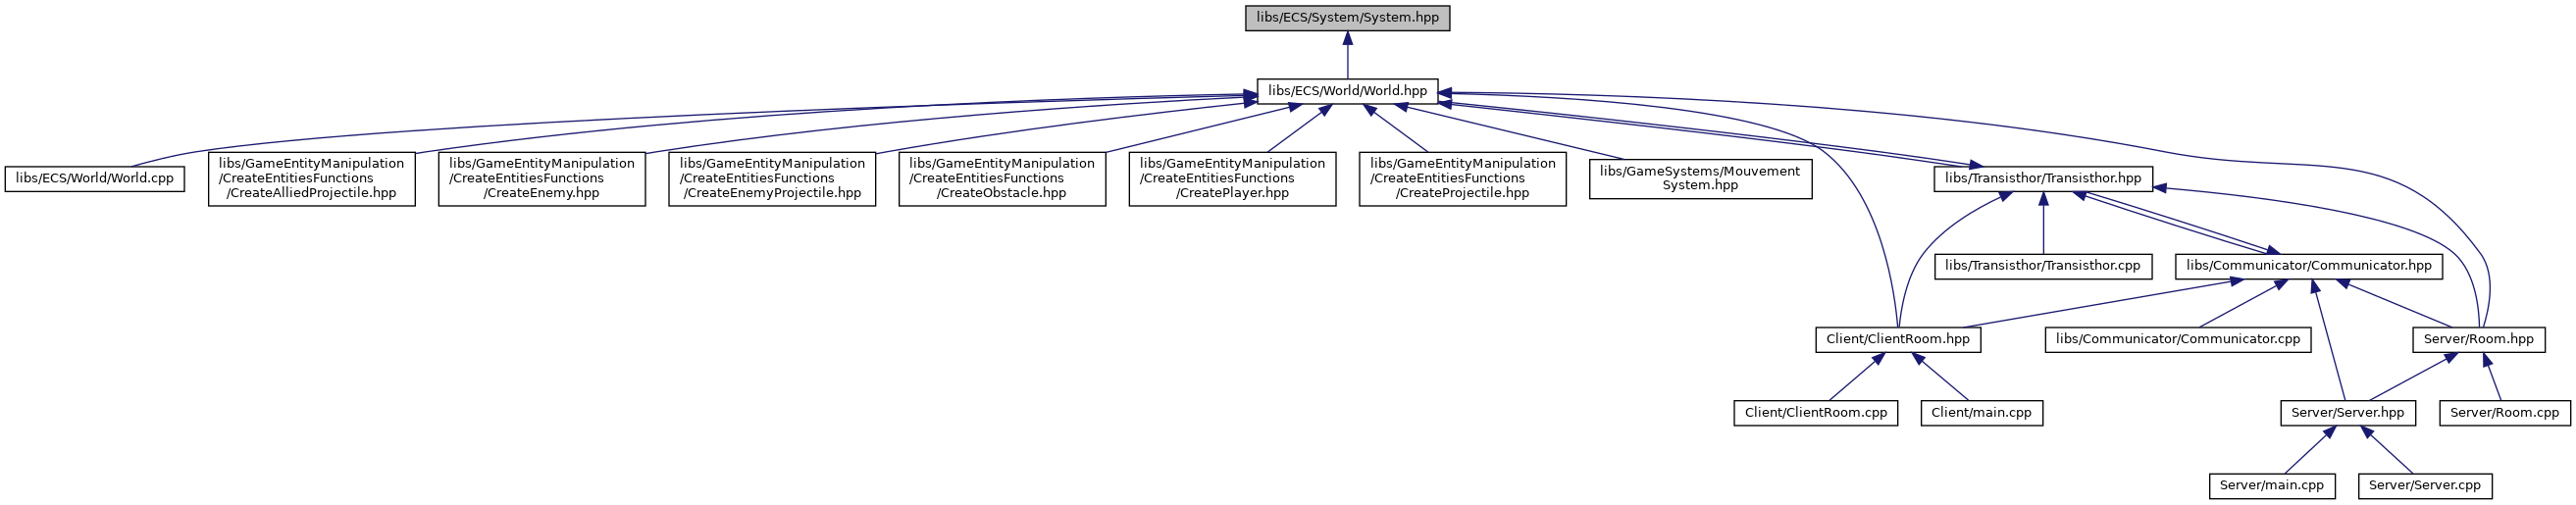 libs/ECS/System/System.hpp
libs/ECS/World/World.hpp
libs/ECS/World/World.cpp
libs/GameEntityManipulation
/CreateEntitiesFunctions
/CreateAlliedProjectile.hpp
libs/GameEntityManipulation
/CreateEntitiesFunctions
/CreateEnemy.hpp
libs/GameEntityManipulation
/CreateEntitiesFunctions
/CreateEnemyProjectile.hpp
libs/GameEntityManipulation
/CreateEntitiesFunctions
/CreateObstacle.hpp
libs/GameEntityManipulation
/CreateEntitiesFunctions
/CreatePlayer.hpp
libs/GameEntityManipulation
/CreateEntitiesFunctions
/CreateProjectile.hpp
libs/GameSystems/Mouvement
System.hpp
libs/Transisthor/Transisthor.hpp
libs/Transisthor/Transisthor.cpp
libs/Communicator/Communicator.hpp
Client/ClientRoom.hpp
libs/Communicator/Communicator.cpp
Server/Room.hpp
Client/ClientRoom.cpp
Client/main.cpp
Server/Server.hpp
Server/Room.cpp
Server/main.cpp
Server/Server.cpp